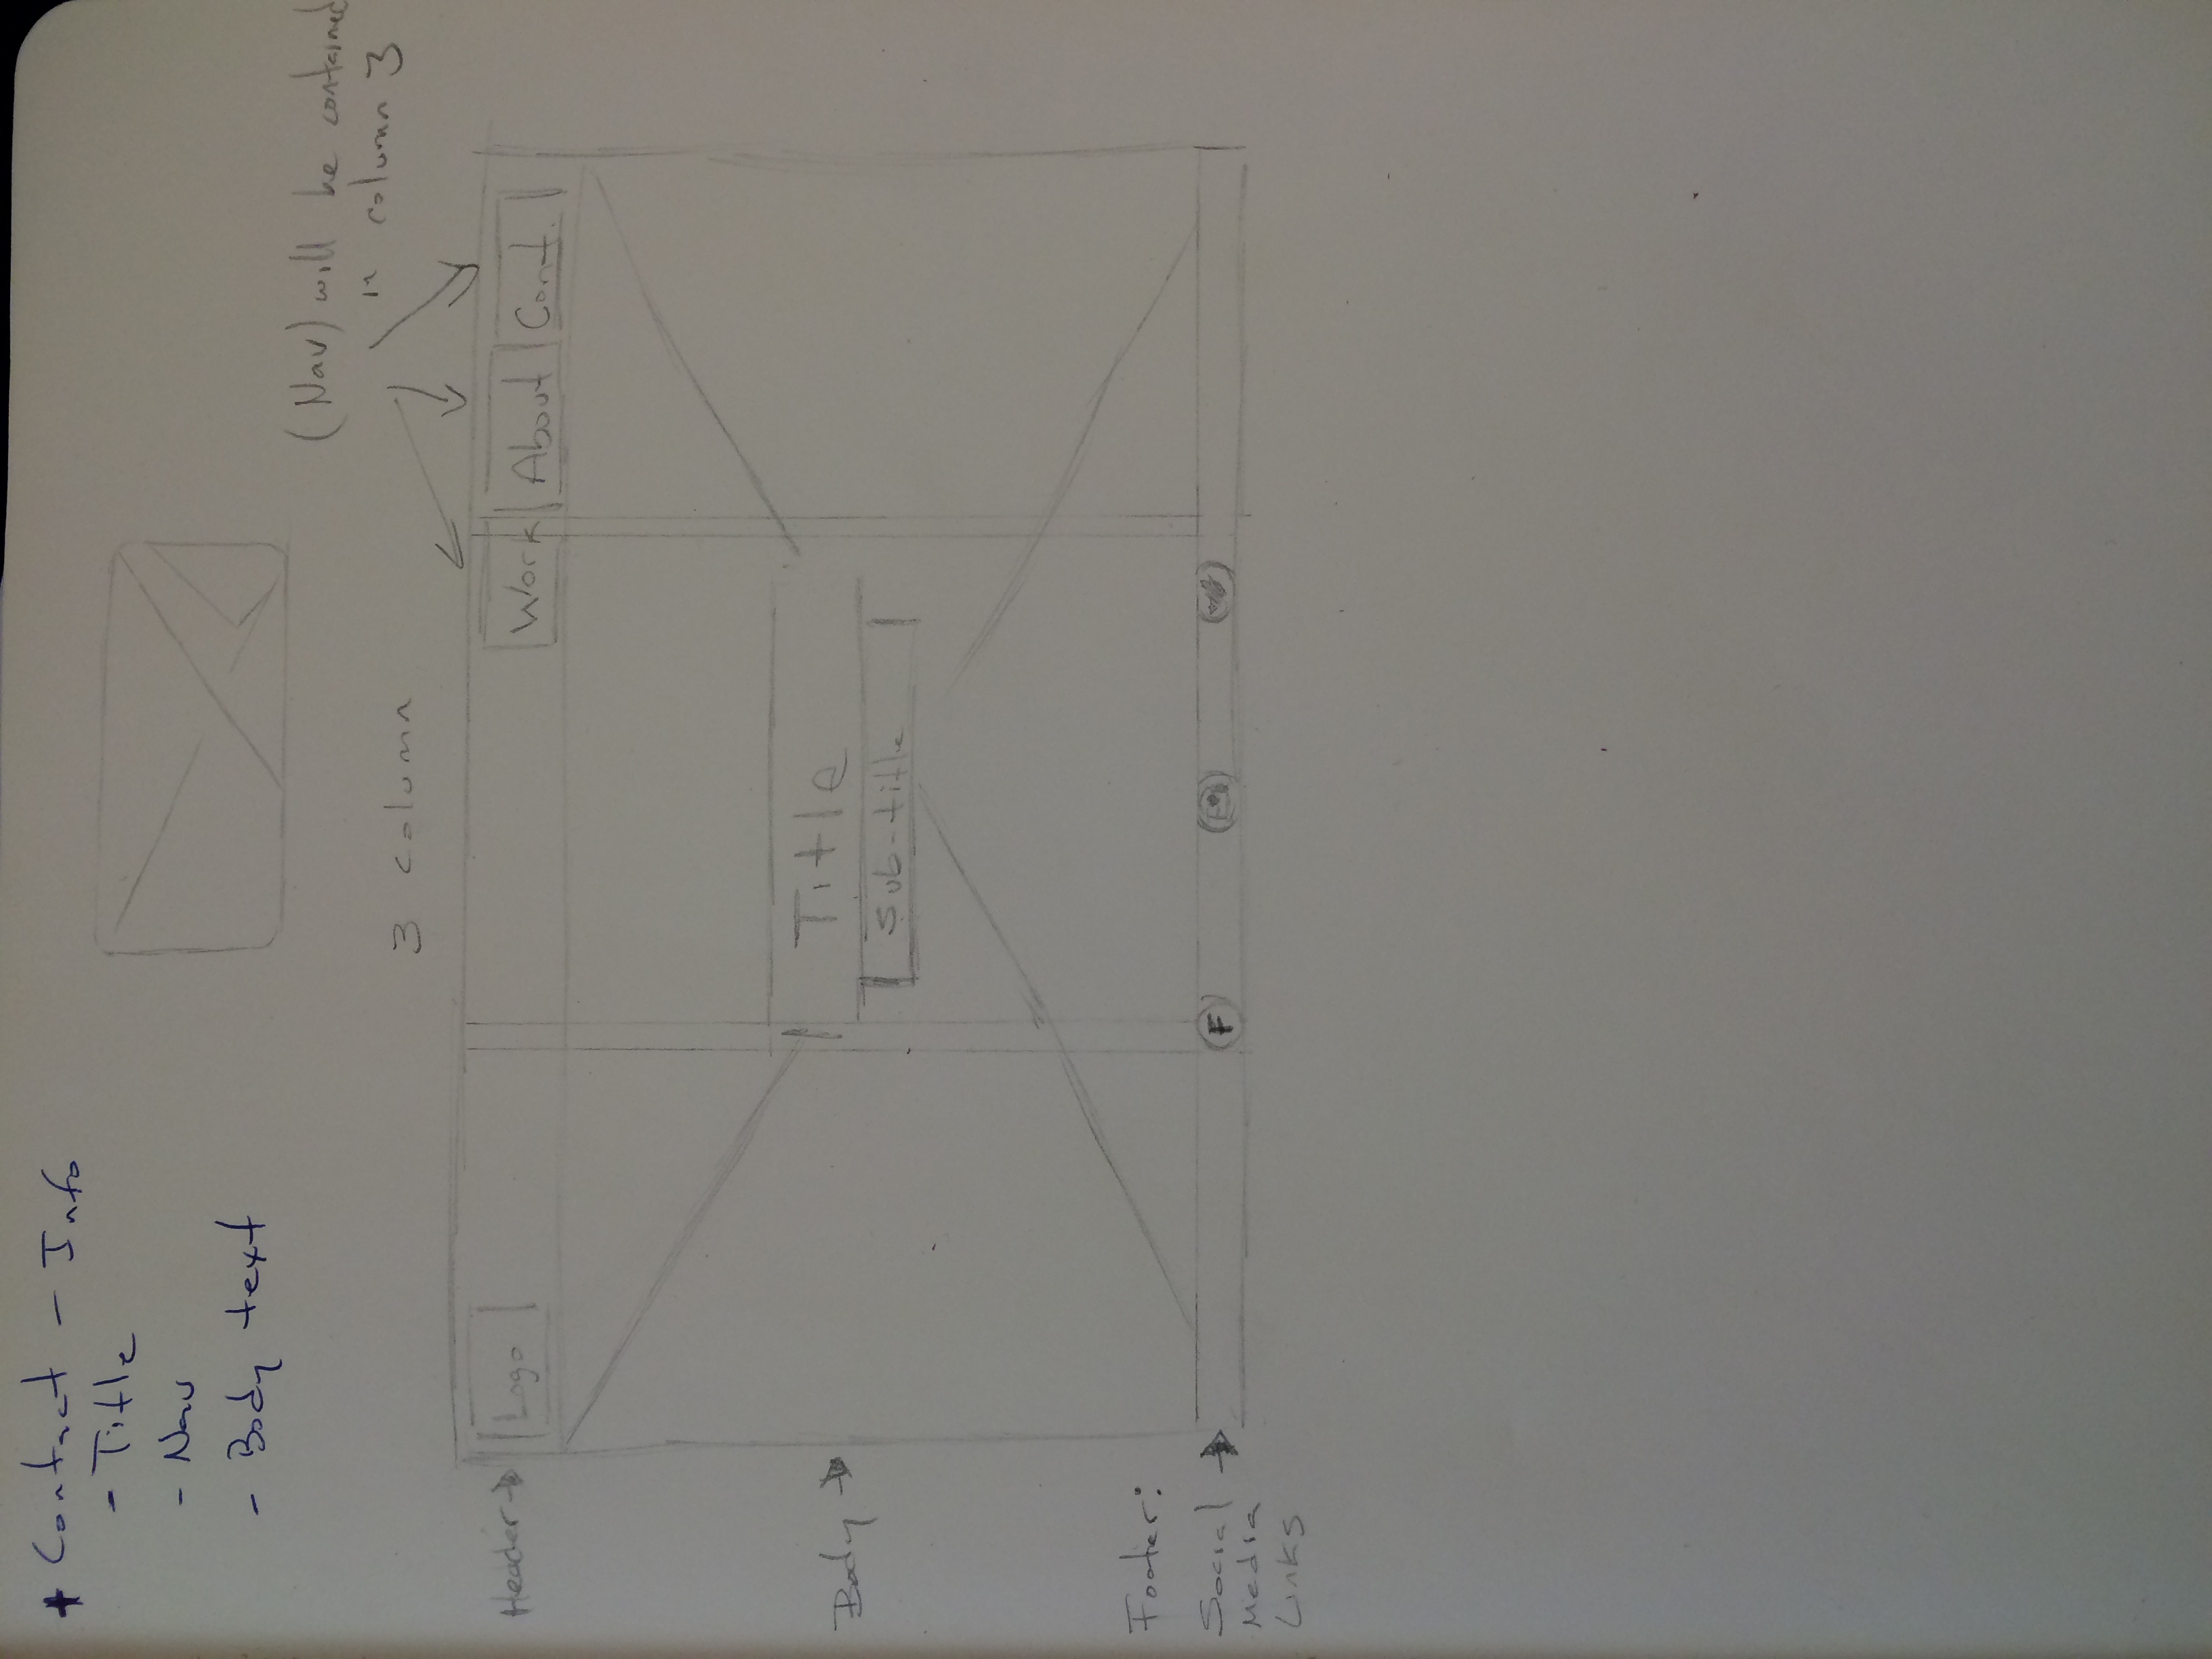 + Contact - Info
- Title
- Nav
- Body text
(Nav) will be contained
in column 3
3 column
Header
Logo
Work
About
Cont.
Title
Body
Sub-title
Footer:
Social
Media
Links
F